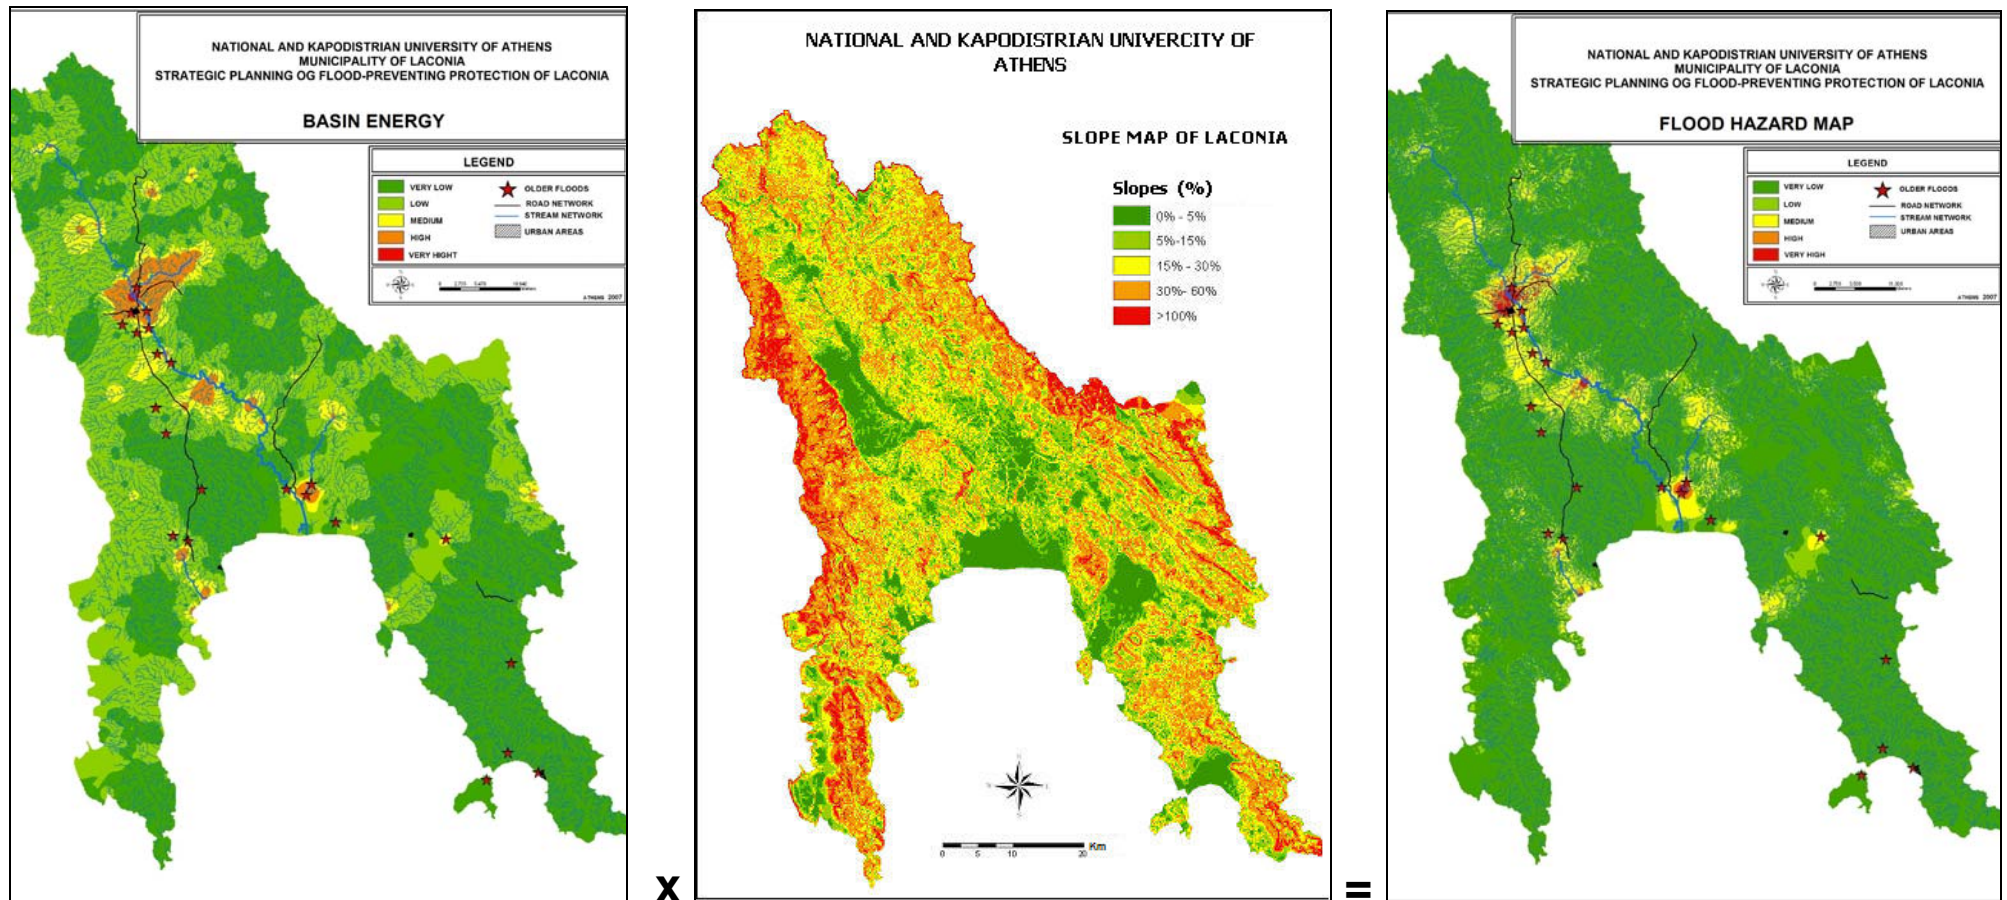 NATIONAL AND KAPODISTRIAN UNIVERSITY OF ATHENS
MUNICIPALITY OF LACONIA
STRATEGIC PLANNING OG FLOOD-PREVENTING PROTECTION OF LACONIA
BASIN ENERGY
LEGEND
VERY LOW
LOW
MEDIUM
HIGH
VERY HIGHT
OLDER FLOODS
ROAD NETWORK
STREAM NETWORK
URBAN AREAS
ATHENS 2007
x
NATIONAL AND KAPODISTRIAN UNIVERCITY OF
ATHENS
SLOPE MAP OF LACONIA
Slopes (%)
0% - 5%
5%-15%
15% - 30%
30%- 60%
>100%
0 5 10 20 Km
=
NATIONAL AND KAPODISTRIAN UNIVERSITY OF ATHENS
MUNICIPALITY OF LACONIA
STRATEGIC PLANNING OG FLOOD-PREVENTING PROTECTION OF LACONIA
FLOOD HAZARD MAP
LEGEND
VERY LOW
LOW
MEDIUM
HIGH
VERY HIGH
OLDER FLOODS
ROAD NETWORK
STREAM NETWORK
URBAN AREAS
ATHENS 2007